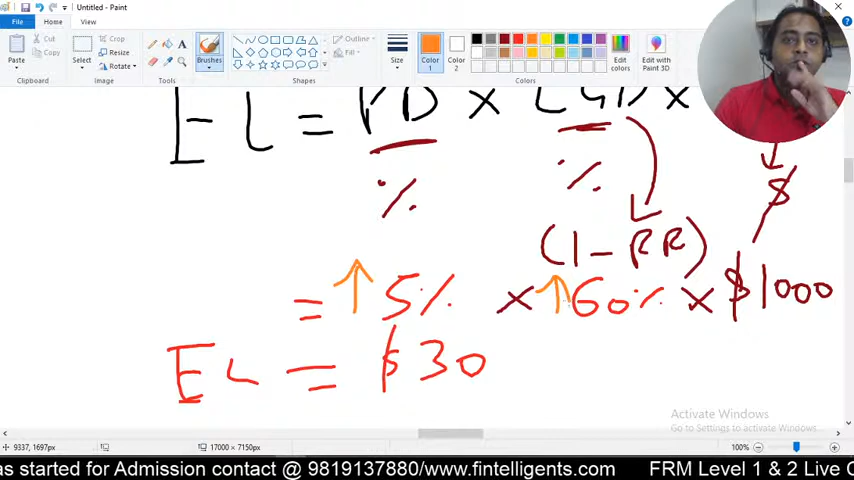 Untitled - Paint
File Home View
Paste Cut Copy Select Crop Resize Rotate Brushes Outline Fill Size Color 1 Color 2 Edit colors Edit with Paint 3D
Clipboard Image Tools Shapes Colors
EL = PD × LGD ×
% % $
(1 - RR)
= ↑ 5% × ↑ 60% × $1000
EL = $30
Activate Windows
Go to Settings to activate Windows.
9337, 1697px 17000 × 7150px 100%
as started for Admission contact @ 9819137880/www.fintelligents.com FRM Level 1 & 2 Live C